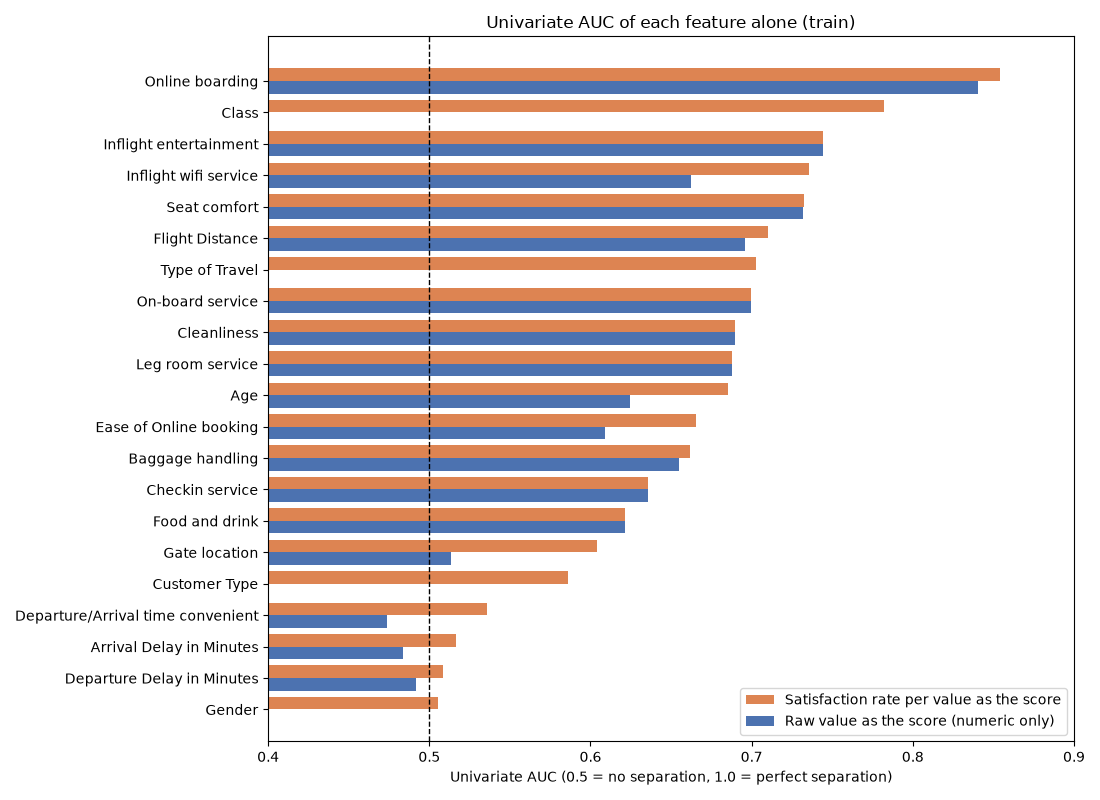 Univariate AUC of each feature alone (train)
Online boarding
Class
Inflight entertainment
Inflight wifi service
Seat comfort
Flight Distance
Type of Travel
On-board service
Cleanliness
Leg room service
Age
Ease of Online booking
Baggage handling
Checkin service
Food and drink
Gate location
Customer Type
Departure/Arrival time convenient
Arrival Delay in Minutes
Departure Delay in Minutes
Gender
Satisfaction rate per value as the score
Raw value as the score (numeric only)
0.4 0.5 0.6 0.7 0.8 0.9
Univariate AUC (0.5 = no separation, 1.0 = perfect separation)